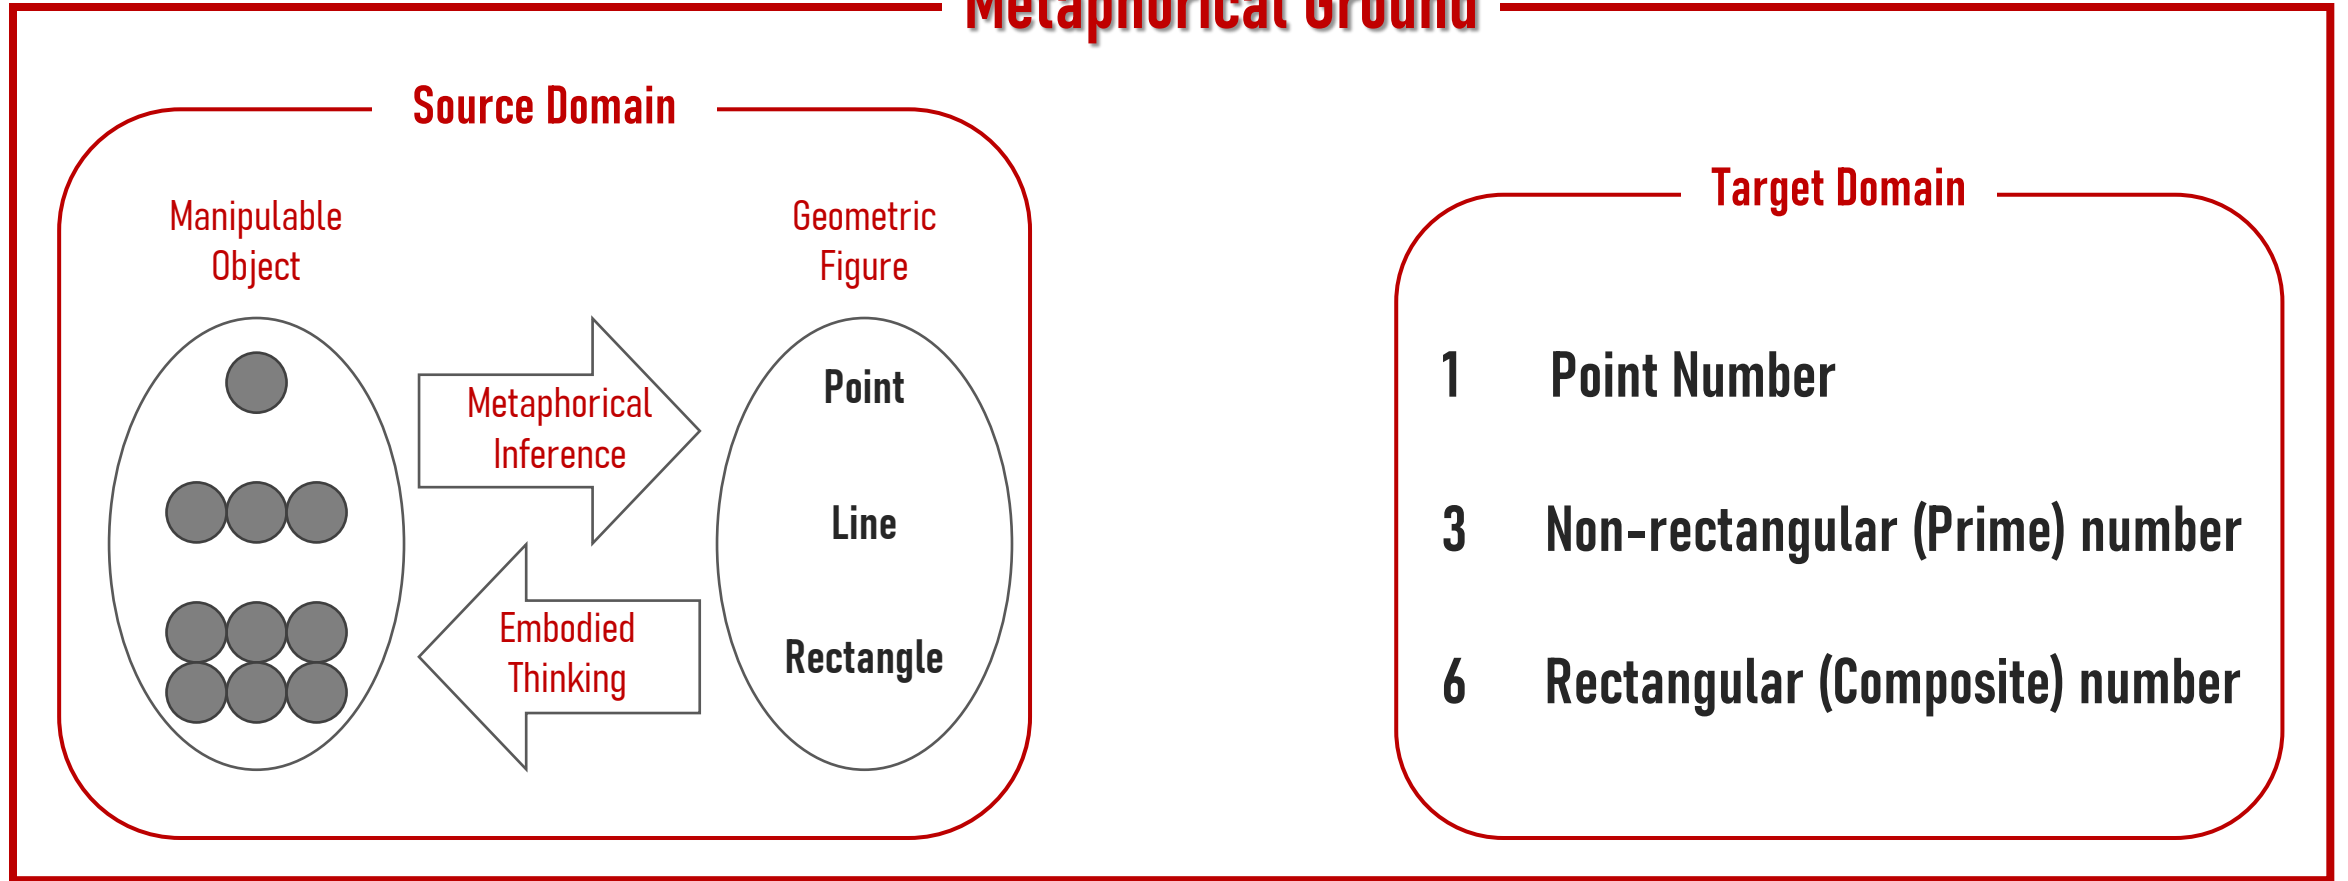 Metaphorical Ground
Source Domain
Manipulable
Object
Geometric
Figure
Metaphorical
Inference
Embodied
Thinking
Point
Line
Rectangle
Target Domain
1 Point Number
3 Non-rectangular (Prime) number
6 Rectangular (Composite) number